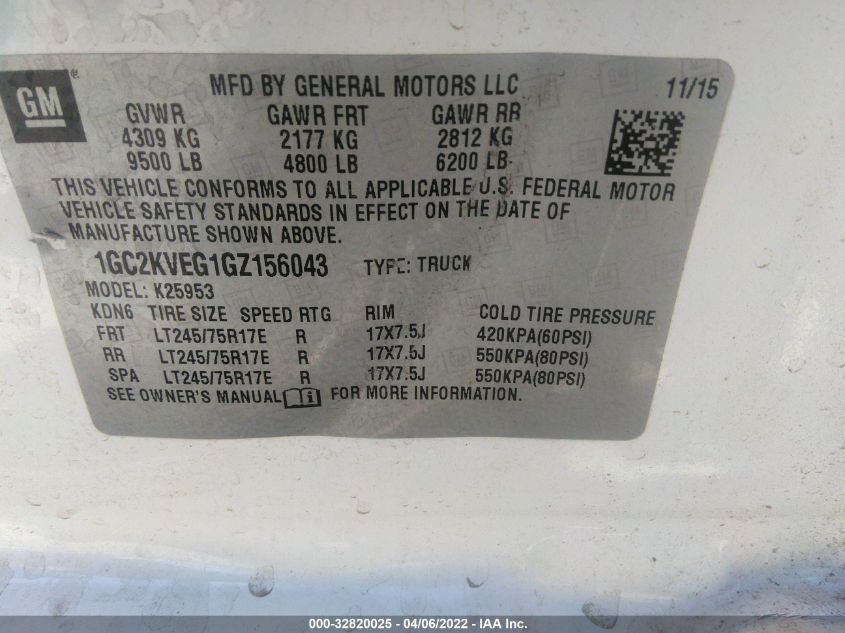 GM ®
MFD BY GENERAL MOTORS LLC 11/15
GVWR GAWR FRT GAWR RR
4309 KG 2177 KG 2812 KG
9500 LB 4800 LB 6200 LB
THIS VEHICLE CONFORMS TO ALL APPLICABLE U.S. FEDERAL MOTOR
VEHICLE SAFETY STANDARDS IN EFFECT ON THE DATE OF
MANUFACTURE SHOWN ABOVE.
1GC2KVEG1GZ156043 TYPE: TRUCK
MODEL: K25953
KDN6 TIRE SIZE SPEED RTG RIM COLD TIRE PRESSURE
FRT LT245/75R17E R 17X7.5J 420KPA(60PSI)
RR LT245/75R17E R 17X7.5J 550KPA(80PSI)
SPA LT245/75R17E R 17X7.5J 550KPA(80PSI)
SEE OWNER'S MANUAL FOR MORE INFORMATION.
000-32820025 - 04/06/2022 - IAA Inc.